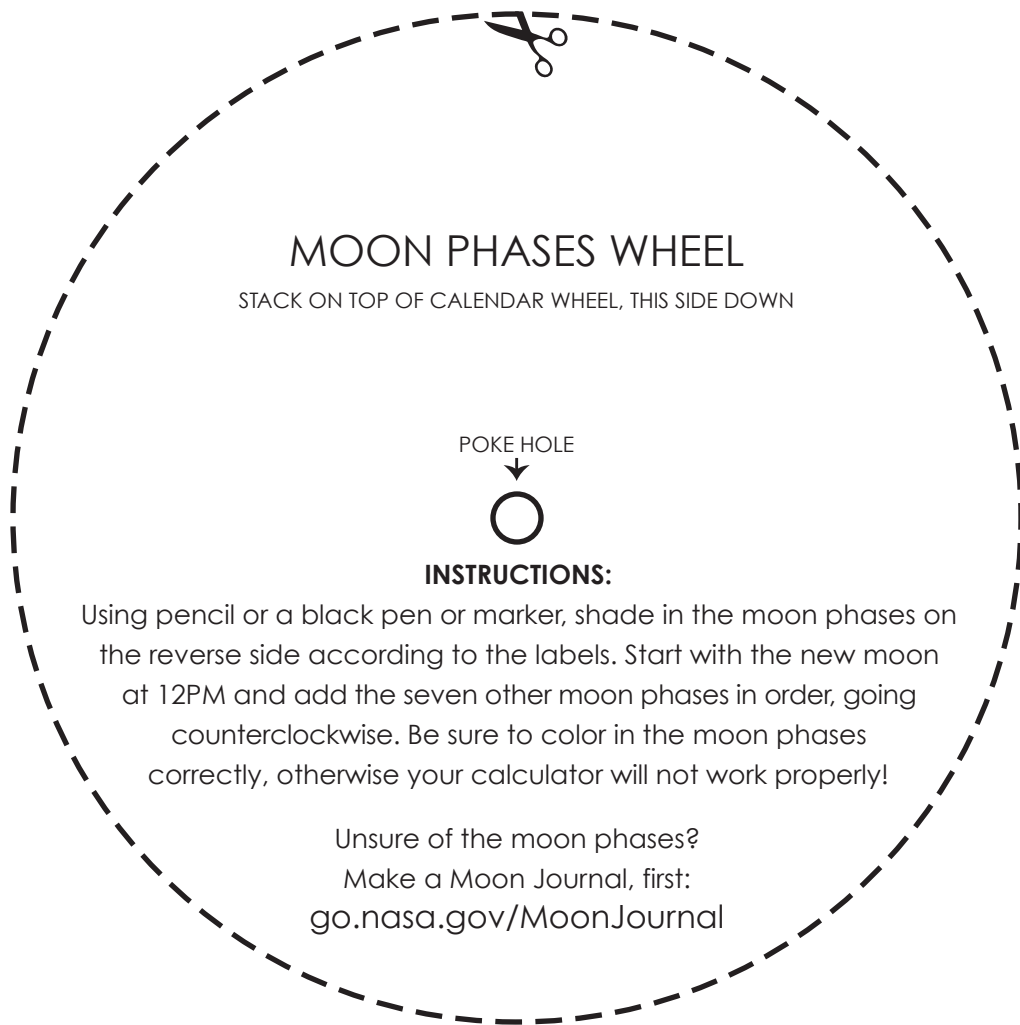 MOON PHASES WHEEL
STACK ON TOP OF CALENDAR WHEEL, THIS SIDE DOWN
POKE HOLE
INSTRUCTIONS:
Using pencil or a black pen or marker, shade in the moon phases on
the reverse side according to the labels. Start with the new moon
at 12PM and add the seven other moon phases in order, going
counterclockwise. Be sure to color in the moon phases
correctly, otherwise your calculator will not work properly!
Unsure of the moon phases?
Make a Moon Journal, first:
go.nasa.gov/MoonJournal